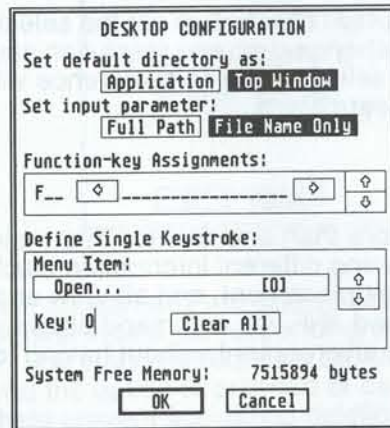 DESKTOP CONFIGURATION
Set default directory as:
Application Top Window
Set input parameter:
Full Path File Name Only
Function-key Assignments:
F__ ____________________
Define Single Keystroke:
Menu Item:
Open... [O]
Key: O Clear All
System Free Memory: 7515894 bytes
OK Cancel